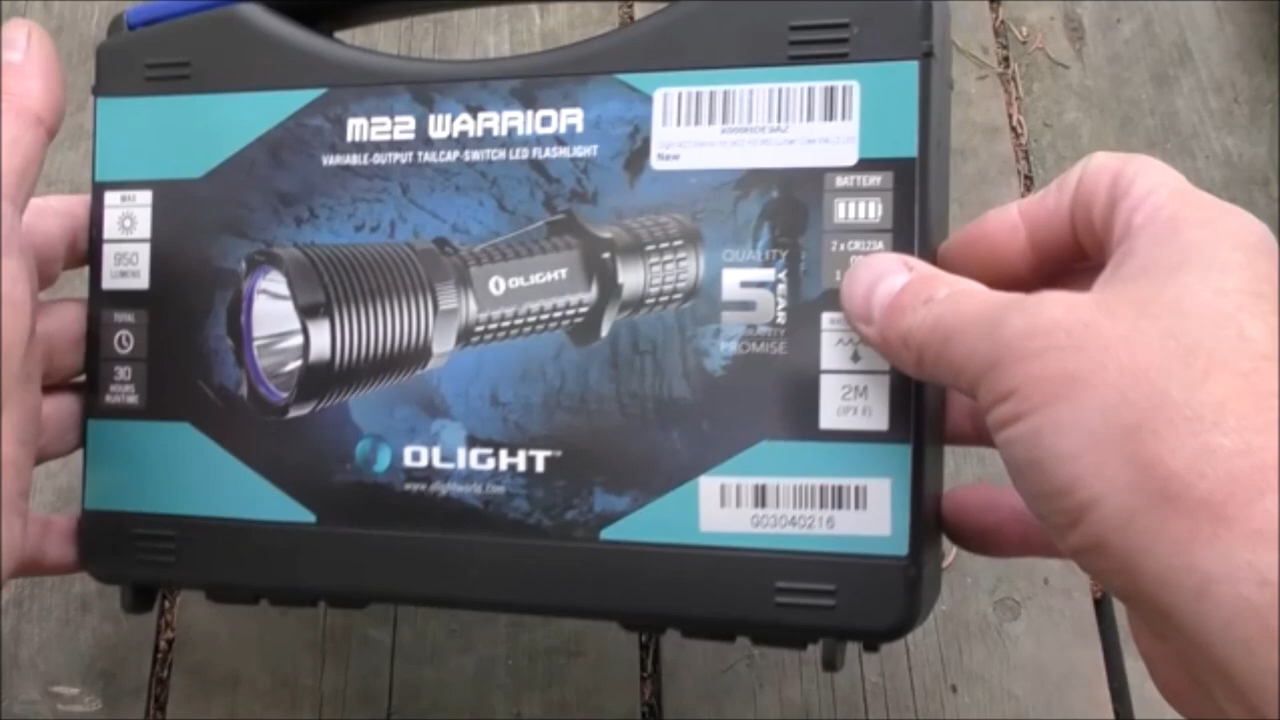 M22 WARRIOR
VARIABLE-OUTPUT TAILCAP-SWITCH LED FLASHLIGHT
New
MAX
950
LUMENS
TOTAL
30
HOURS
RUNTIME
OLIGHT
QUALITY
5 YEAR
PROMISE
BATTERY
2 x CR123A
1
2M
(IPX 8)
OLIGHT
www.olightworld.com
G03040216